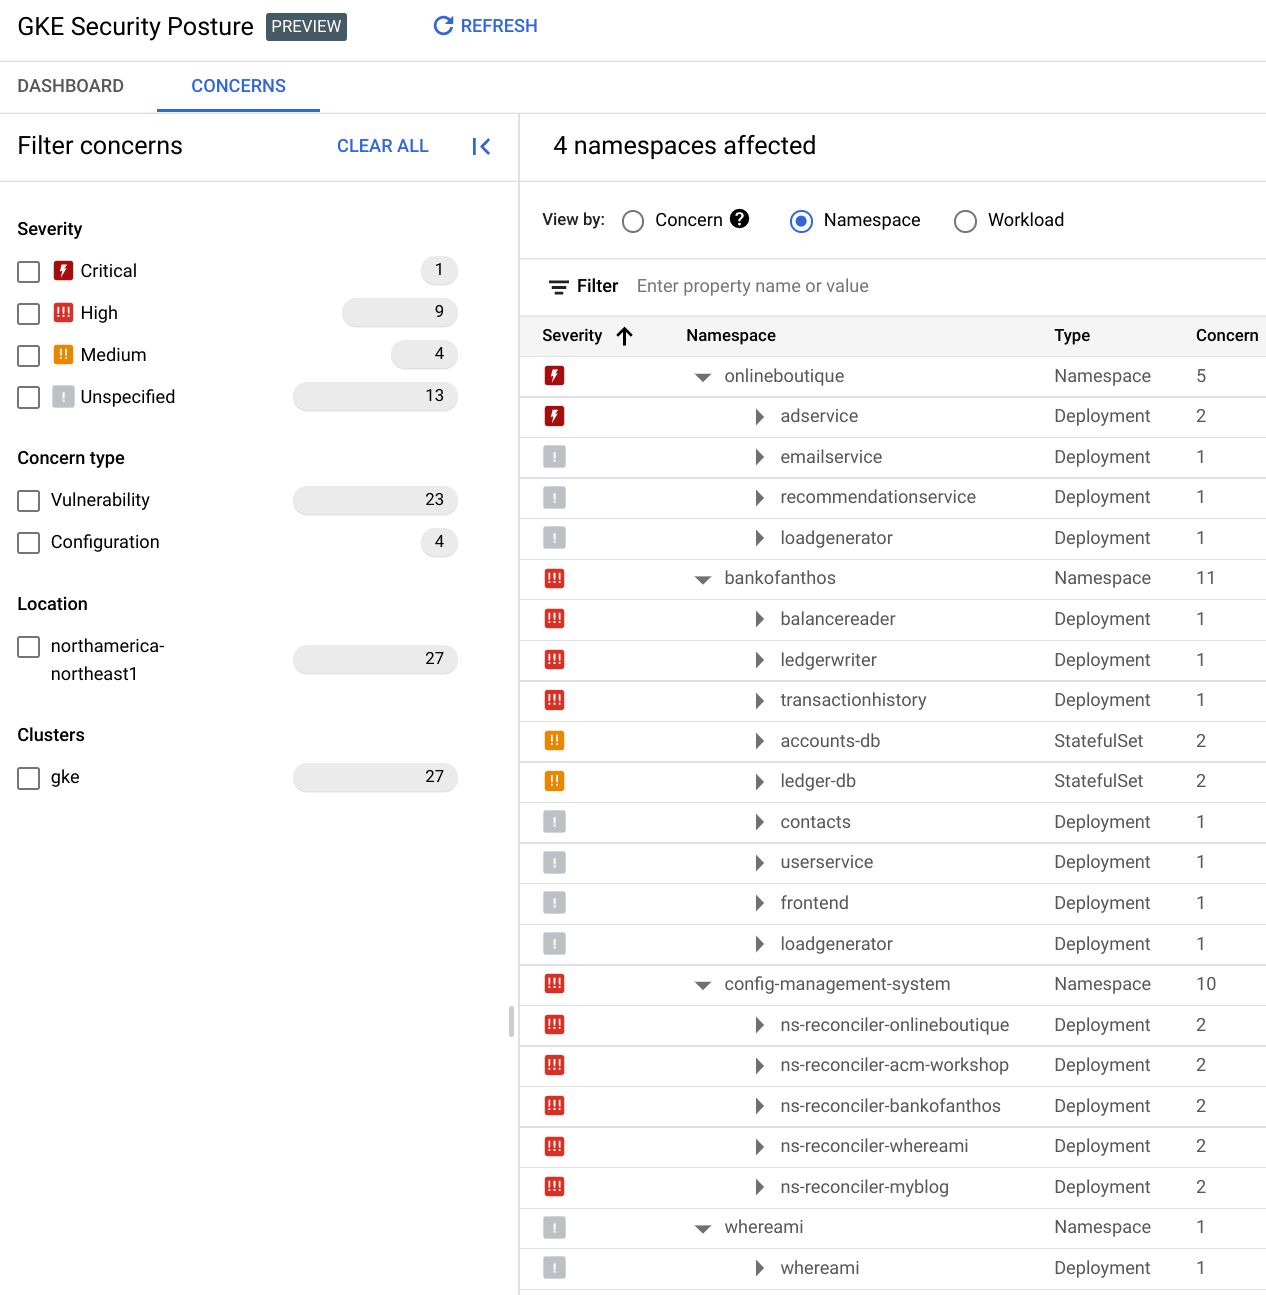 GKE Security Posture PREVIEW REFRESH
DASHBOARD CONCERNS
Filter concerns CLEAR ALL
Severity
Critical 1
High 9
Medium 4
Unspecified 13
Concern type
Vulnerability 23
Configuration 4
Location
northamerica-
northeast1 27
Clusters
gke 27
4 namespaces affected
View by: Concern Namespace Workload
Filter Enter property name or value
Severity Namespace Type Concern
onlineboutique Namespace 5
adservice Deployment 2
emailservice Deployment 1
recommendationservice Deployment 1
loadgenerator Deployment 1
bankofanthos Namespace 11
balancereader Deployment 1
ledgerwriter Deployment 1
transactionhistory Deployment 1
accounts-db StatefulSet 2
ledger-db StatefulSet 2
contacts Deployment 1
userservice Deployment 1
frontend Deployment 1
loadgenerator Deployment 1
config-management-system Namespace 10
ns-reconciler-onlineboutique Deployment 2
ns-reconciler-acm-workshop Deployment 2
ns-reconciler-bankofanthos Deployment 2
ns-reconciler-whereami Deployment 2
ns-reconciler-myblog Deployment 2
whereami Namespace 1
whereami Deployment 1